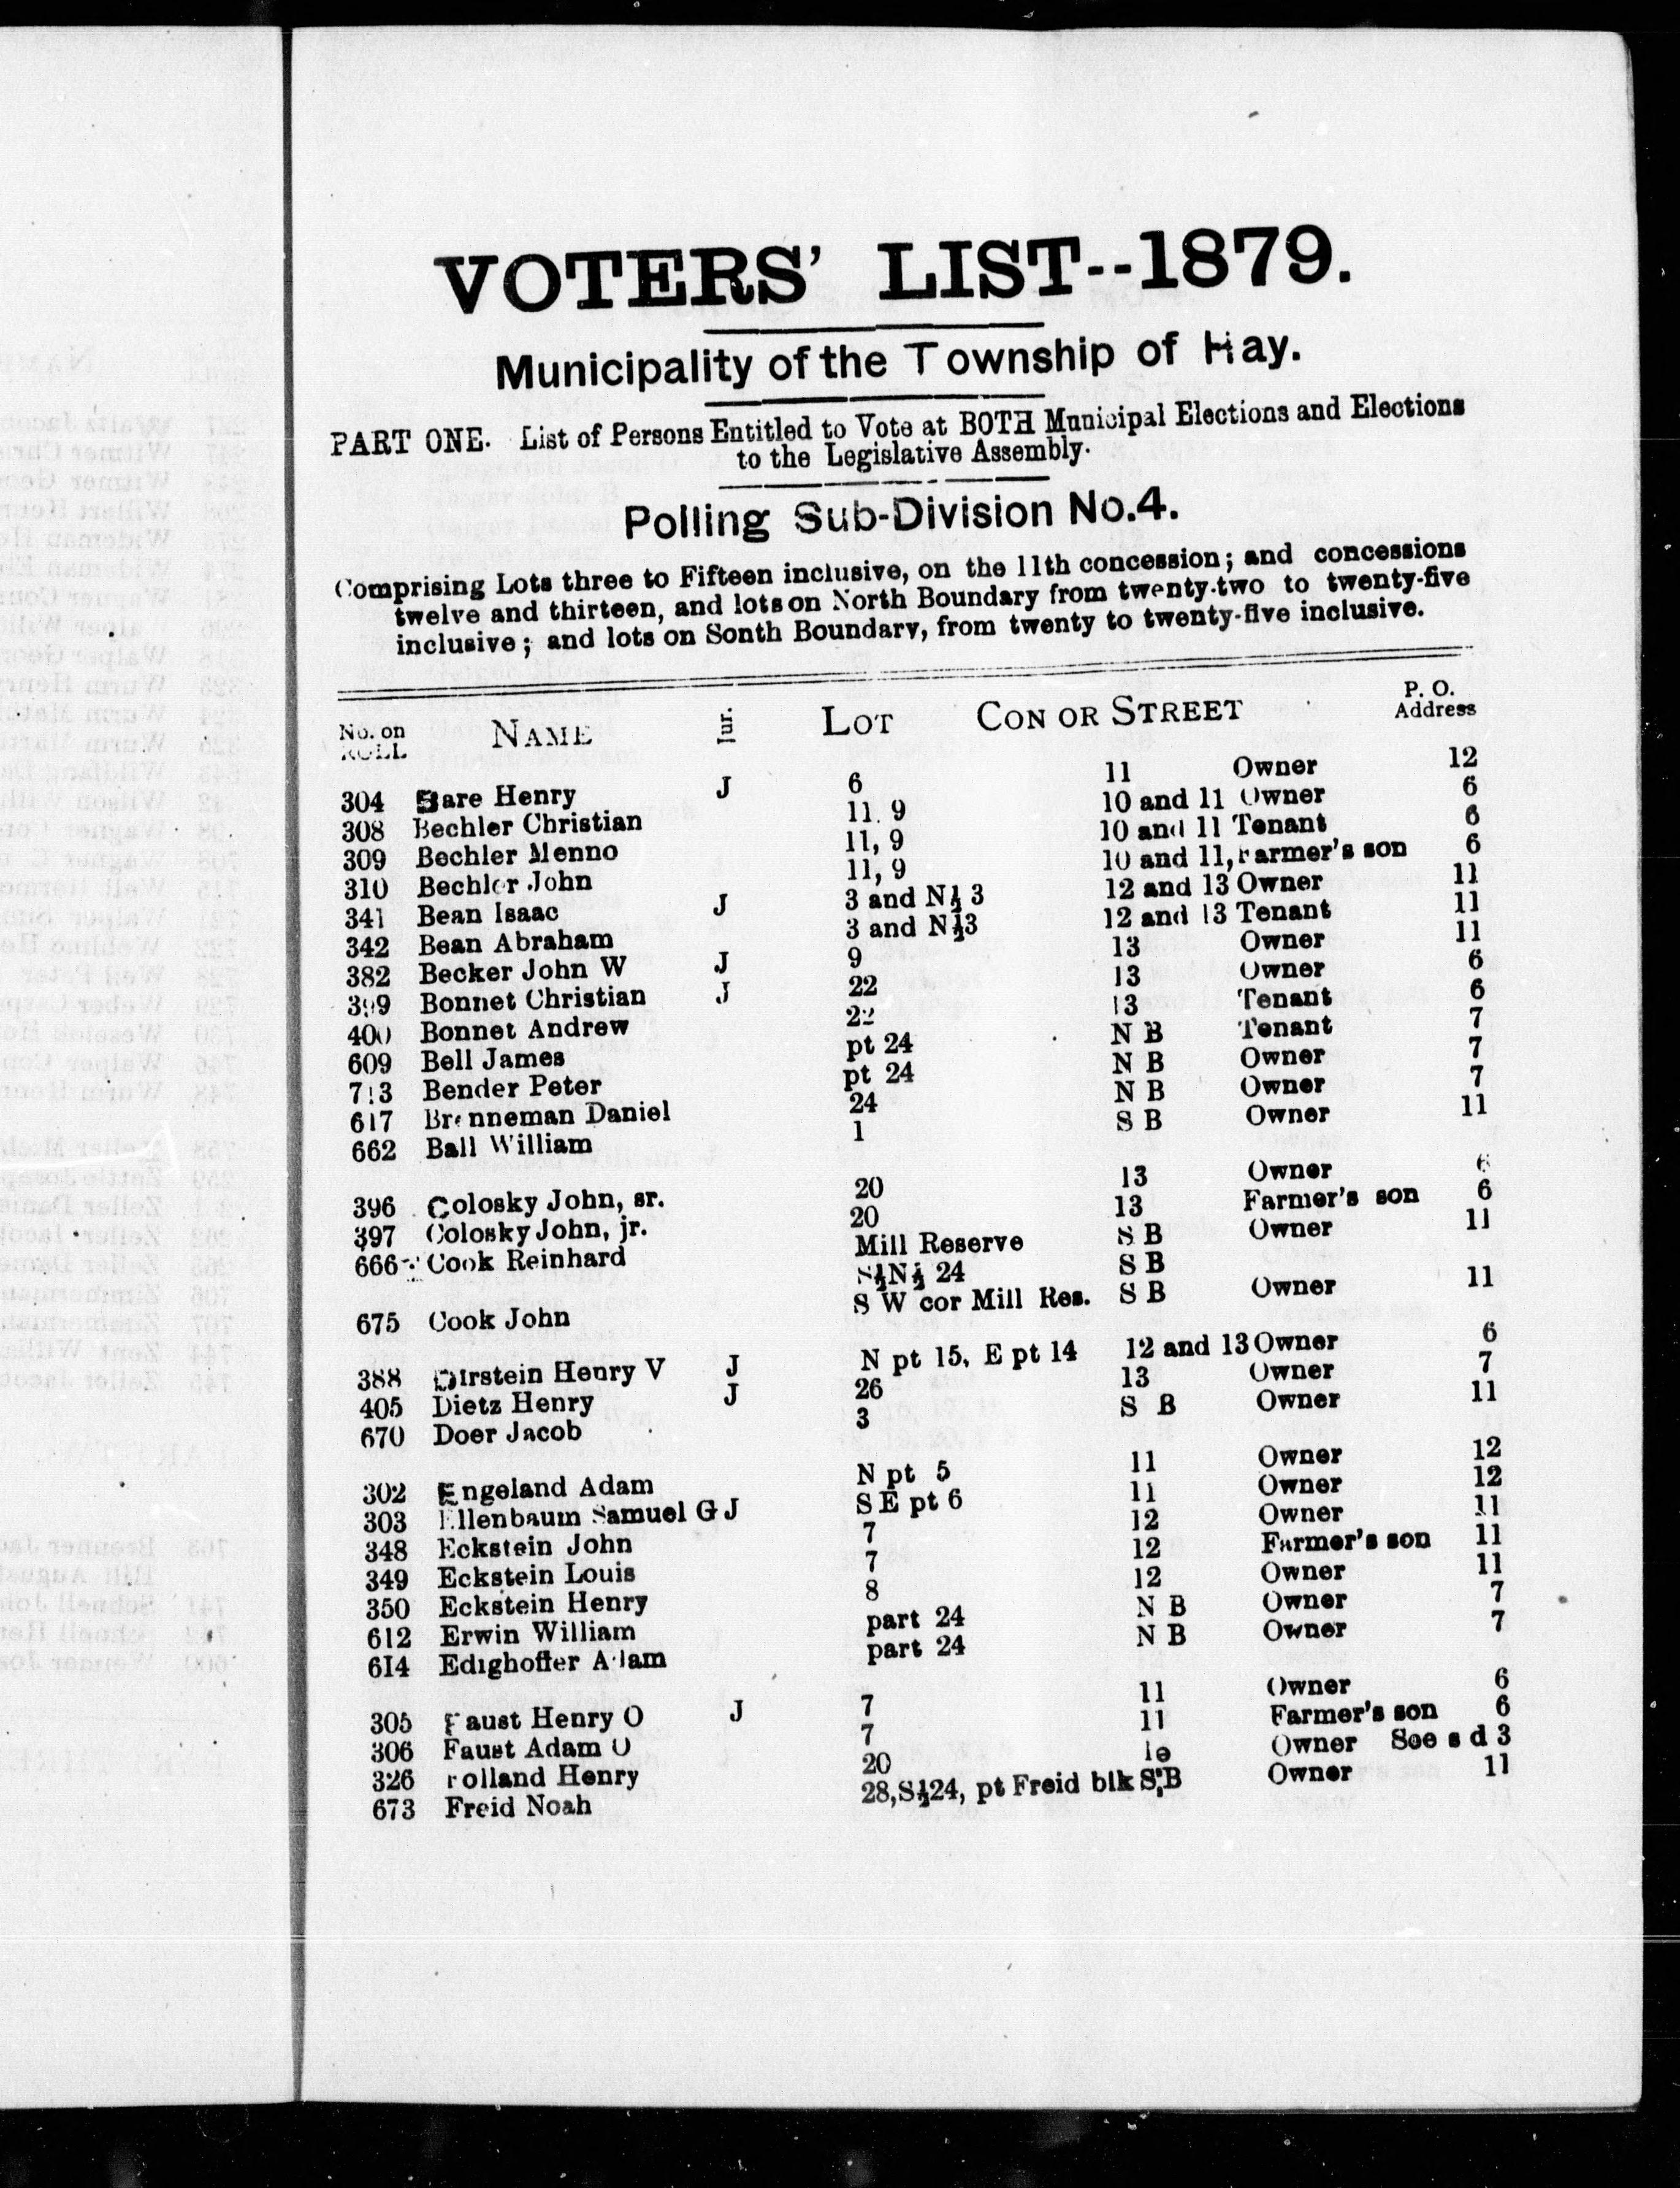 VOTERS' LIST--1879.
Municipality of the Township of Hay.
PART ONE. List of Persons Entitled to Vote at BOTH Municipal Elections and Elections
to the Legislative Assembly.
Polling Sub-Division No.4.
Comprising Lots three to Fifteen inclusive, on the 11th concession; and concessions
twelve and thirteen, and lots on North Boundary from twenty-two to twenty-five
inclusive; and lots on Sonth Boundary, from twenty to twenty-five inclusive.
No. on ROLL NAME Jur. LOT CON OR STREET P. O. Address
304 Bare Henry J 6 11 Owner 12
308 Bechler Christian 11, 9 10 and 11 Owner 6
309 Bechler Menno 11, 9 10 and 11 Tenant 6
310 Bechler John 11, 9 10 and 11, Farmer's son 6
341 Bean Isaac J 3 and N½ 3 12 and 13 Owner 11
342 Bean Abraham 3 and N½3 12 and 13 Tenant 11
382 Becker John W J 9 13 Owner 11
399 Bonnet Christian J 22 13 Owner 6
400 Bonnet Andrew 22 13 Tenant 6
609 Bell James pt 24 N B Tenant 7
713 Bender Peter pt 24 N B Owner 7
617 Brenneman Daniel 24 N B Owner 7
662 Ball William 1 S B Owner 11
396 Colosky John, sr. 20 13 Owner 6
397 Colosky John, jr. 20 13 Farmer's son 6
666 Cook Reinhard Mill Reserve S B Owner 11
S½N½ 24 S B
675 Cook John S W cor Mill Res. S B Owner 11
388 Dirstein Henry V J N pt 15, E pt 14 12 and 13 Owner 6
405 Dietz Henry J 26 13 Owner 7
670 Doer Jacob 3 S B Owner 11
302 Engeland Adam N pt 5 11 Owner 12
303 Ellenbaum Samuel G J S E pt 6 11 Owner 12
348 Eckstein John 7 12 Owner 11
349 Eckstein Louis 7 12 Farmer's son 11
350 Eckstein Henry 8 12 Owner 11
612 Erwin William part 24 N B Owner 7
614 Edighoffer Adam part 24 N B Owner 7
305 Faust Henry O J 7 11 Owner 6
306 Faust Adam O 7 11 Farmer's son 6
326 Folland Henry 20 1e Owner See s d 3
673 Freid Noah 28, S½24, pt Freid blk S B Owner 11